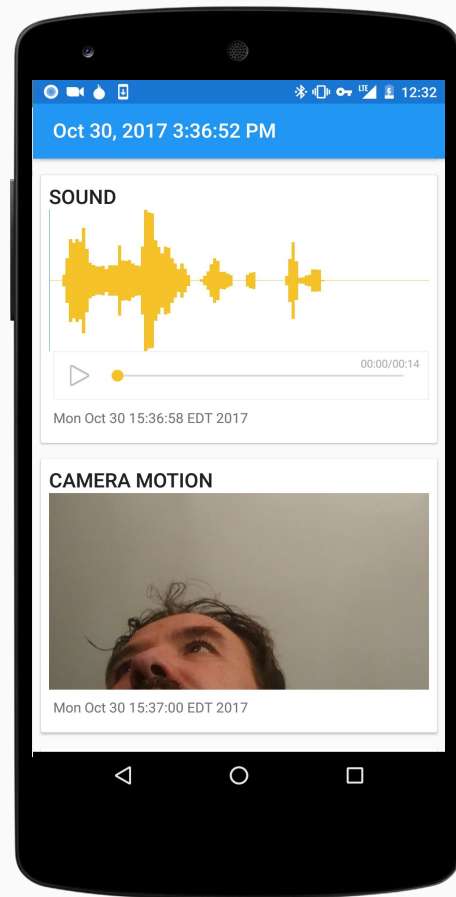 LTE 12:32
Oct 30, 2017 3:36:52 PM
SOUND
00:00/00:14
Mon Oct 30 15:36:58 EDT 2017
CAMERA MOTION
Mon Oct 30 15:37:00 EDT 2017